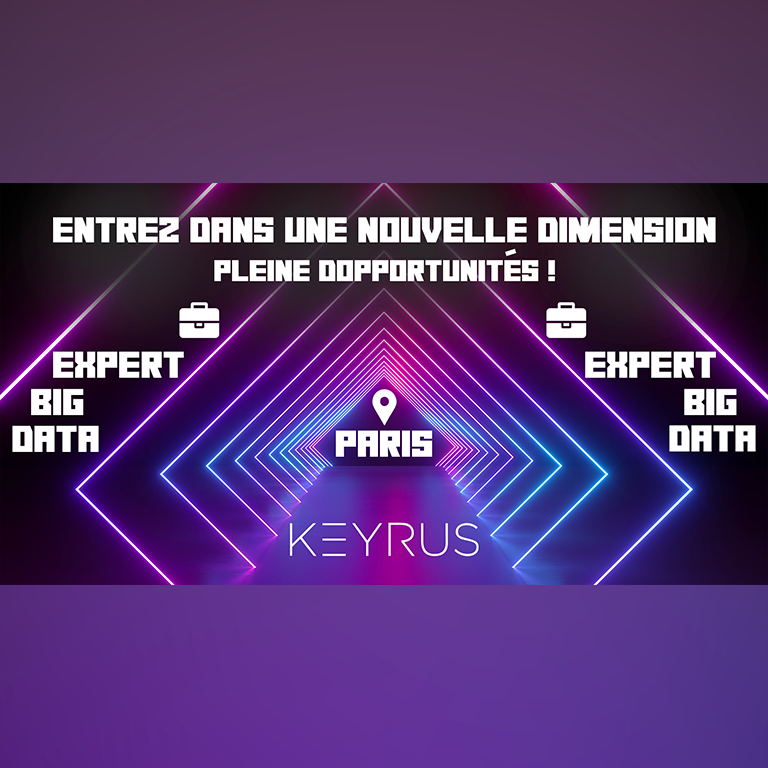 ENTREZ DANS UNE NOUVELLE DIMENSION
PLEINE DOPPORTUNITÉS !
EXPERT
BIG
DATA
EXPERT
BIG
DATA
PARIS
KEYRUS